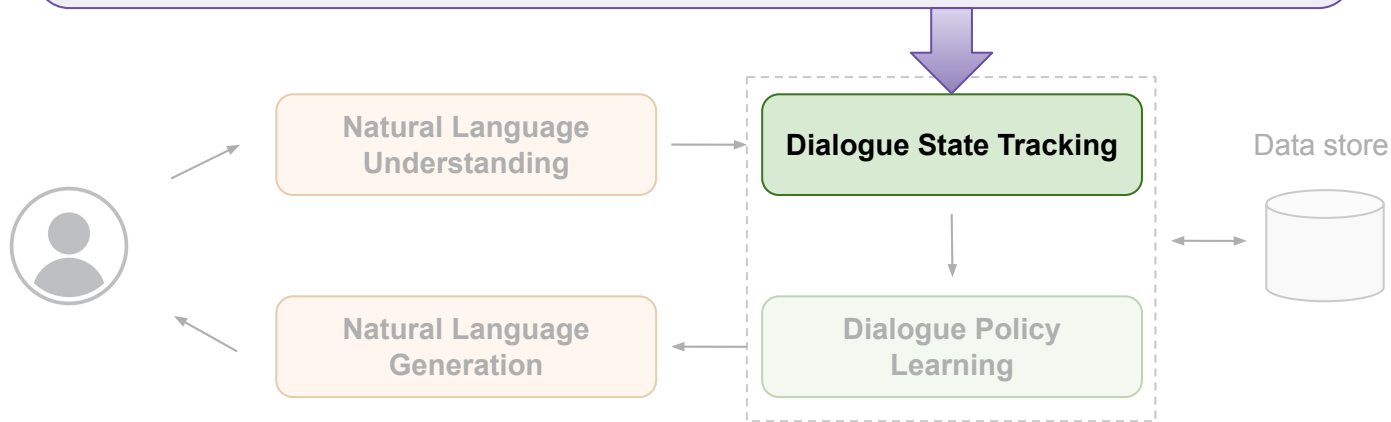 Natural Language
Understanding
Dialogue State Tracking
Data store
Natural Language
Generation
Dialogue Policy
Learning